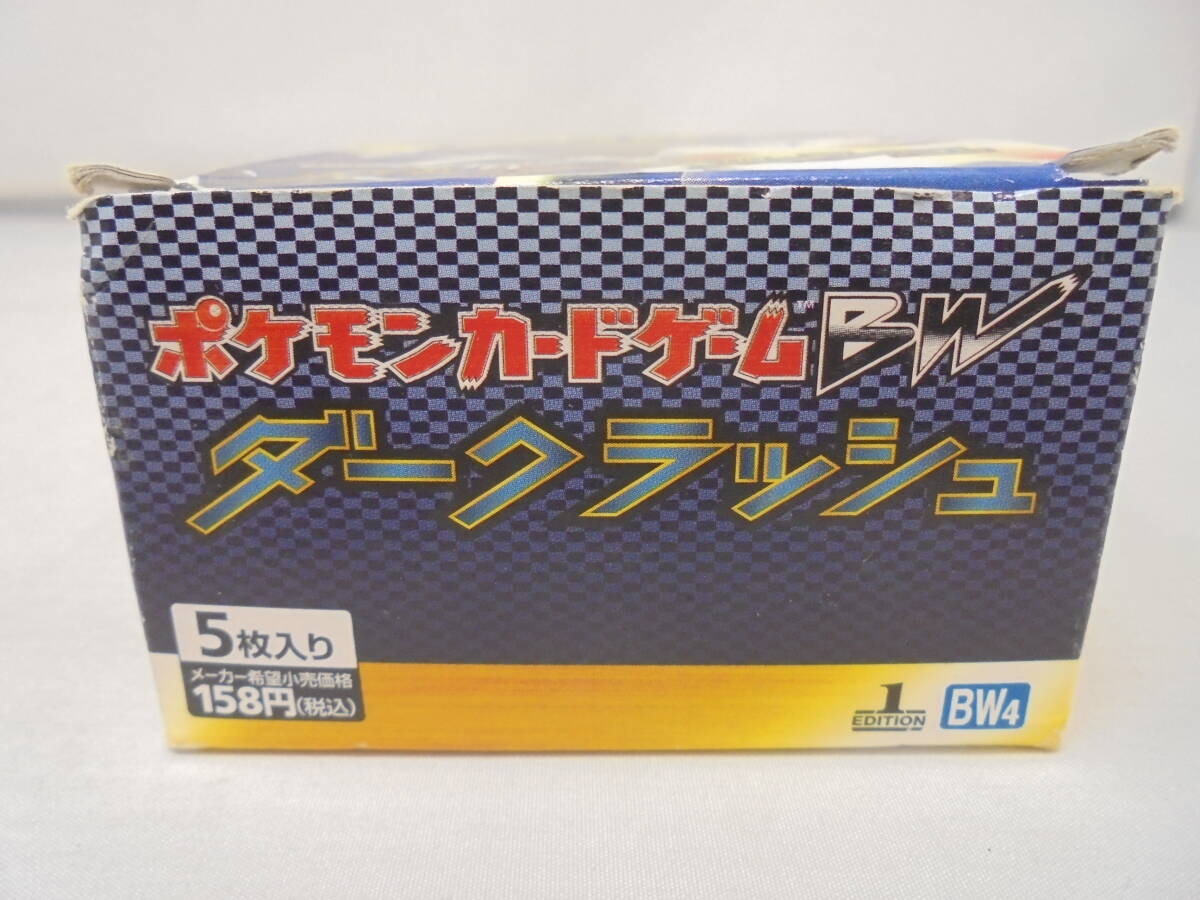 ポケモンカードゲーム™BW
ダークラッシュ
5枚入り
メーカー希望小売価格
158円(税込)
1
EDITION
BW4